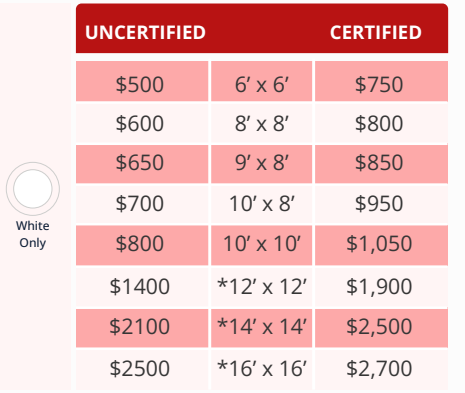 UNCERTIFIED CERTIFIED
$500 6’ x 6’ $750
$600 8’ x 8’ $800
$650 9’ x 8’ $850
$700 10’ x 8’ $950
$800 10’ x 10’ $1,050
$1400 *12’ x 12’ $1,900
$2100 *14’ x 14’ $2,500
$2500 *16’ x 16’ $2,700
White
Only